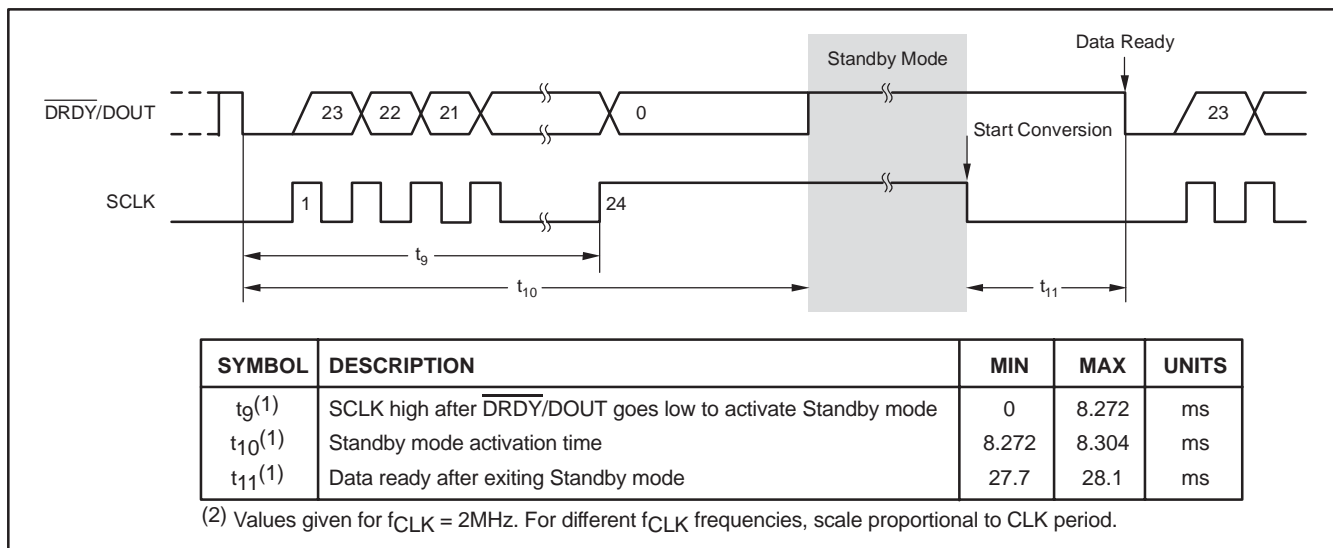 Data Ready
Standby Mode
DRDY/DOUT
23 22 21 0 23
Start Conversion
SCLK
1 24
t9
t10 t11
SYMBOL DESCRIPTION MIN MAX UNITS
t9(1) SCLK high after DRDY/DOUT goes low to activate Standby mode 0 8.272 ms
t10(1) Standby mode activation time 8.272 8.304 ms
t11(1) Data ready after exiting Standby mode 27.7 28.1 ms
(2) Values given for fCLK = 2MHz. For different fCLK frequencies, scale proportional to CLK period.